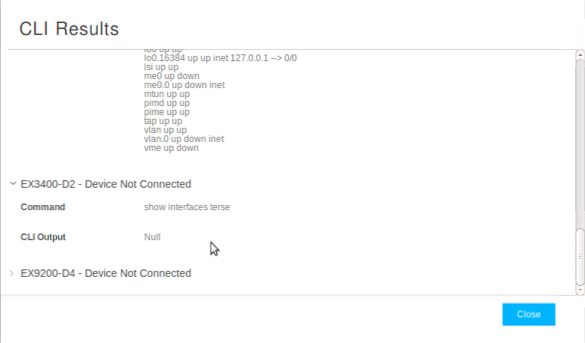 CLI Results
lo0 up up
lo0.16384 up up inet 127.0.0.1 --> 0/0
lsi up up
me0 up down
me0.0 up down inet
mtun up up
pimd up up
pime up up
tap up up
vlan up up
vlan.0 up down inet
vme up down
EX3400-D2 - Device Not Connected
Command show interfaces terse
CLI Output Null
EX9200-D4 - Device Not Connected
Close